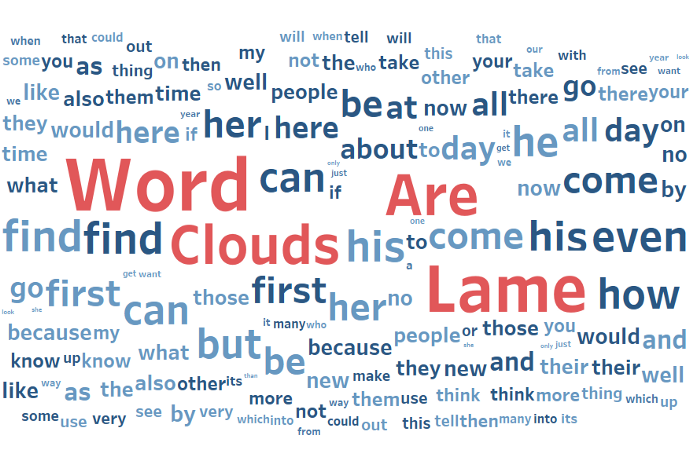 when that could out my will when tell will that our with
some you as thing on then not the who take this other your take from see year want look
we like also them time so well people be at now all there go there your
they would here year if her I here about one today it get we he all day on no
time what Word can only just if Are now come by
find find Clouds his one to come his even
a
go first get want can those first her no Lame how
look she
because my it many who but be because people or she those you only just would and
know up know what they new and their their well
like way as the also other its than new make think think more thing which up
some use very see by very which into more not way them use
from could out this tell then many into its